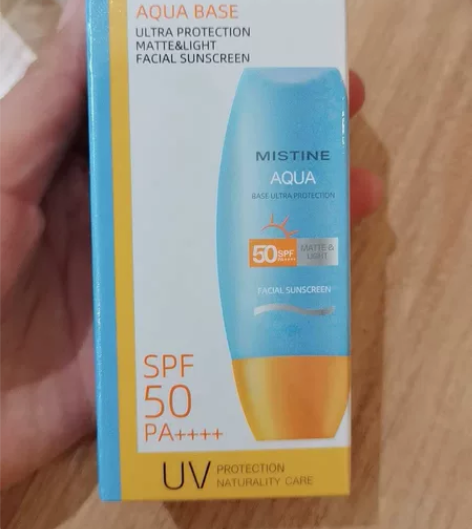 AQUA BASE
ULTRA PROTECTION
MATTE&LIGHT
FACIAL SUNSCREEN
MISTINE
AQUA
BASE ULTRA PROTECTION
50 SPF
PA++++
MATTE &
LIGHT
FACIAL SUNSCREEN
SPF
50
PA++++
UV PROTECTION
NATURALITY CARE